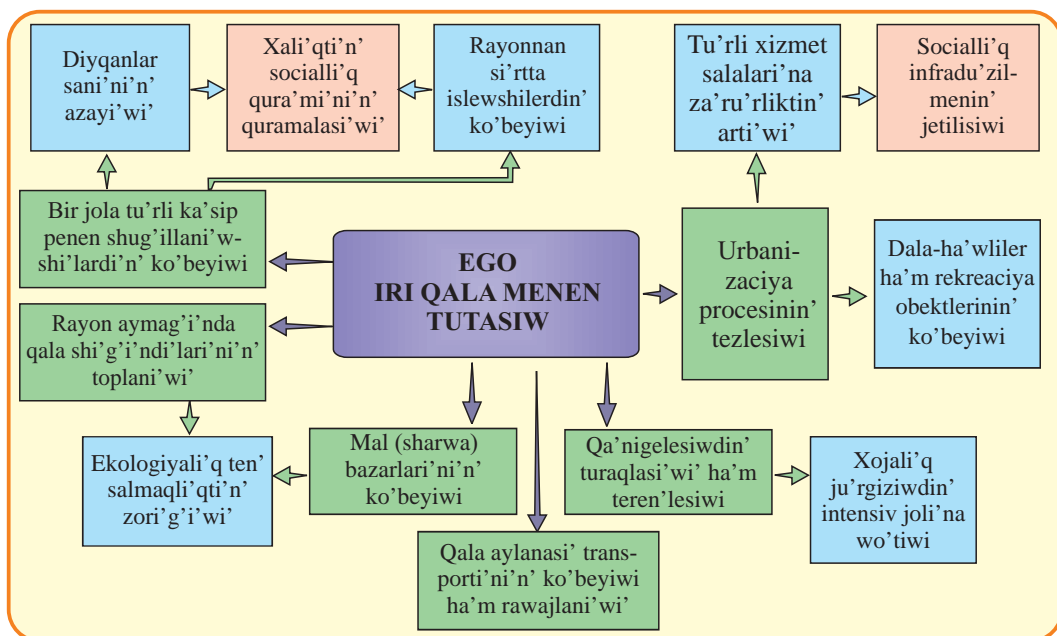 Diyqanlar
sani'ni'n'
azayi'wi'
Xali'qti'n'
socialli'q
qura'mi'ni'n'
quramalasi'wi'
Rayonnan
si'rtta
islewshilerdin'
ko'beyiwi
Tu'rli xizmet
salalari'na
za'ru'rliktin'
arti'wi'
Socialli'q
infradu'zil-
menin'
jetilisiwi
Bir jola tu'rli ka'sip
penen shug'illani'w-
shi'lardi'n' ko'beyiwi
EGO
IRI QALA MENEN
TUTASIW
Urbani-
zaciya
procesinin'
tezlesiwi
Dala-ha'wliler
ha'm rekreaciya
obektlerinin'
ko'beyiwi
Rayon aymag'i'nda
qala shi'g'i'ndi'lari'ni'n'
toplani'wi'
Ekologiyali'q ten'
salmaqli'qti'n'
zori'g'i'wi'
Mal (sharwa)
bazarlari'ni'n'
ko'beyiwi
Qa'nigelesiwdin'
turaqlasi'wi' ha'm
teren'lesiwi
Xojali'q
ju'rgiziwdin'
intensiv joli'na
wo'tiwi
Qala aylanasi' trans-
porti'ni'n' ko'beyiwi
ha'm rawajlani'wi'